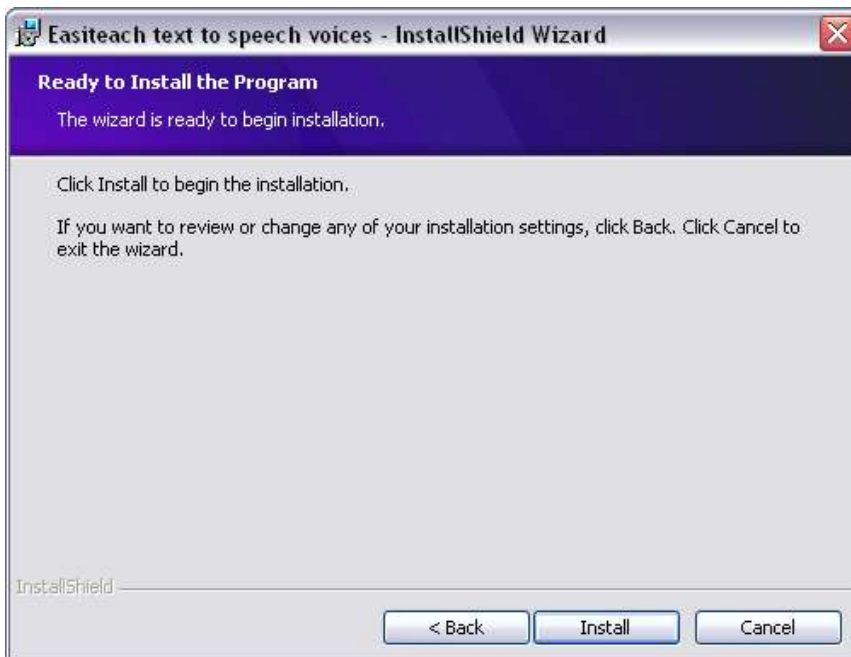 Easiteach text to speech voices - InstallShield Wizard
Ready to Install the Program
The wizard is ready to begin installation.
Click Install to begin the installation.
If you want to review or change any of your installation settings, click Back. Click Cancel to
exit the wizard.
InstallShield
< Back
Install
Cancel